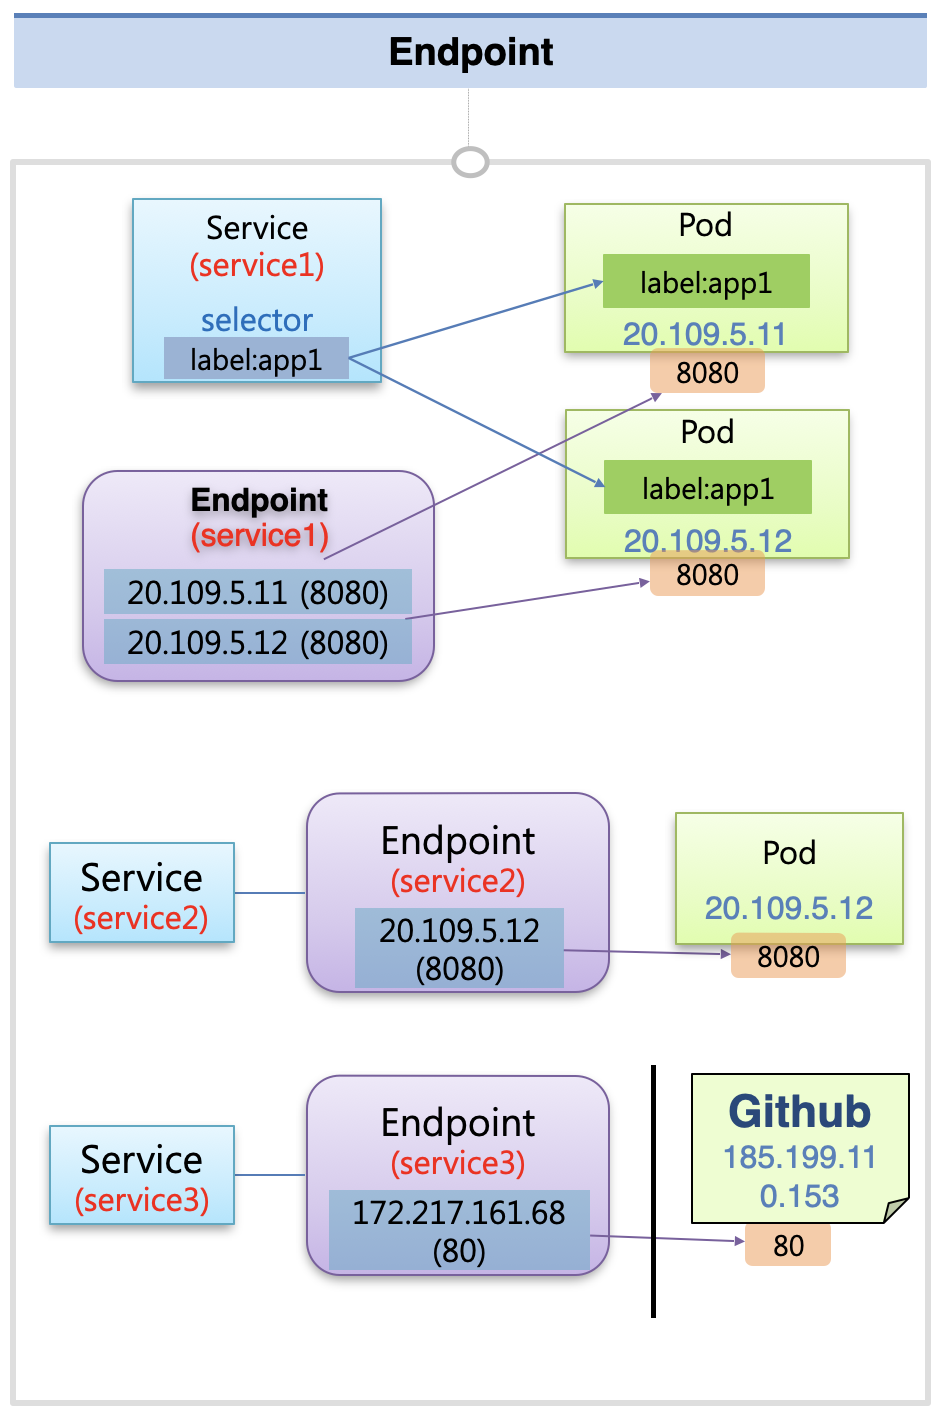 Endpoint
Service
(service1)
selector
label:app1
Pod
label:app1
20.109.5.11
8080
Pod
label:app1
20.109.5.12
8080
Endpoint
(service1)
20.109.5.11 (8080)
20.109.5.12 (8080)
Service
(service2)
Endpoint
(service2)
20.109.5.12
(8080)
Pod
20.109.5.12
8080
Service
(service3)
Endpoint
(service3)
172.217.161.68
(80)
Github
185.199.11
0.153
80